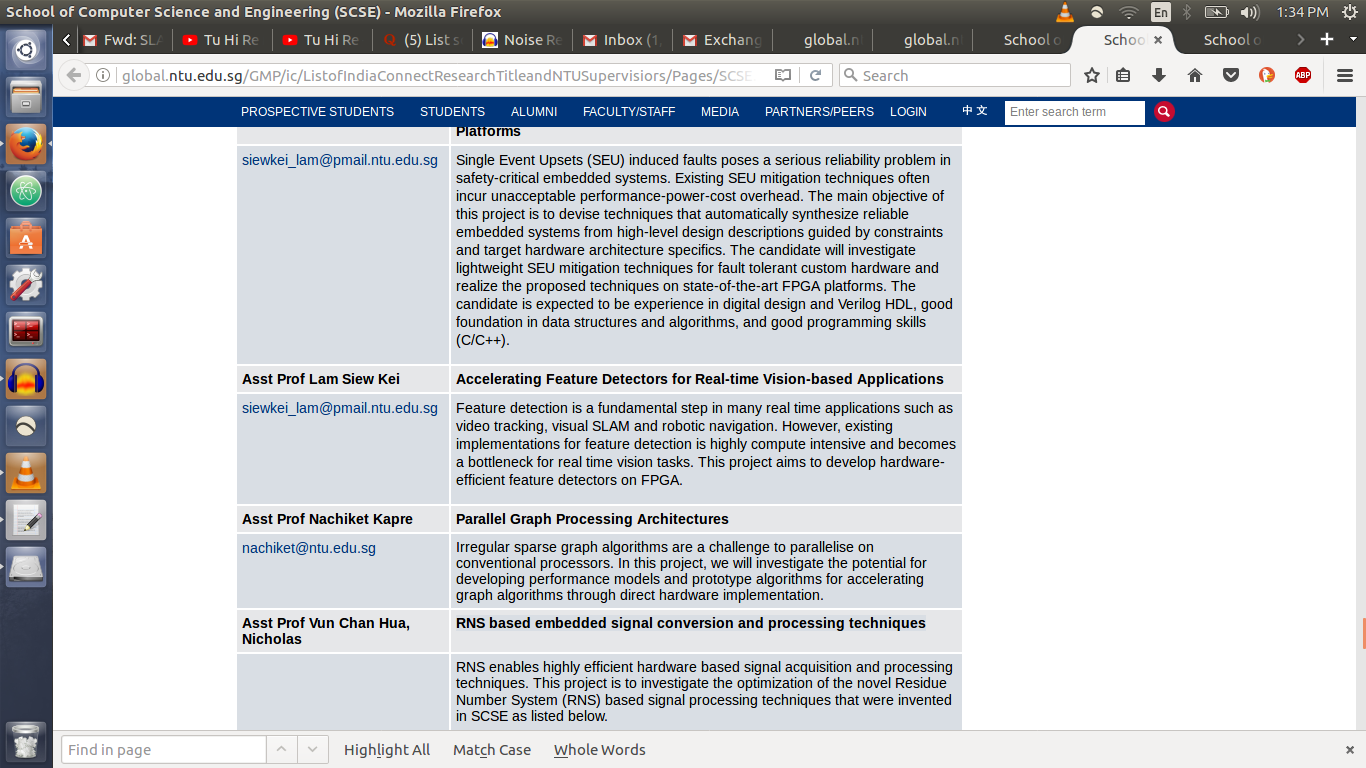 School of Computer Science and Engineering (SCSE) - Mozilla Firefox
En
1:34 PM
Fwd: SL
Tu Hi Re
Tu Hi Re
(5) List s
Noise Re
Inbox (1,
Exchang
global.n
global.n
School o
Schoo
School o
global.ntu.edu.sg/GMP/ic/ListofIndiaConnectResearchTitleandNTUSupervisiors/Pages/SCSE
Search
ABP
PROSPECTIVE STUDENTS
STUDENTS
ALUMNI
FACULTY/STAFF
MEDIA
PARTNERS/PEERS
LOGIN
中文
Enter search term
Platforms
siewkei_lam@pmail.ntu.edu.sg
Single Event Upsets (SEU) induced faults poses a serious reliability problem in
safety-critical embedded systems. Existing SEU mitigation techniques often
incur unacceptable performance-power-cost overhead. The main objective of
this project is to devise techniques that automatically synthesize reliable
embedded systems from high-level design descriptions guided by constraints
and target hardware architecture specifics. The candidate will investigate
lightweight SEU mitigation techniques for fault tolerant custom hardware and
realize the proposed techniques on state-of-the-art FPGA platforms. The
candidate is expected to be experience in digital design and Verilog HDL, good
foundation in data structures and algorithms, and good programming skills
(C/C++).
Asst Prof Lam Siew Kei
Accelerating Feature Detectors for Real-time Vision-based Applications
siewkei_lam@pmail.ntu.edu.sg
Feature detection is a fundamental step in many real time applications such as
video tracking, visual SLAM and robotic navigation. However, existing
implementations for feature detection is highly compute intensive and becomes
a bottleneck for real time vision tasks. This project aims to develop hardware-
efficient feature detectors on FPGA.
Asst Prof Nachiket Kapre
Parallel Graph Processing Architectures
nachiket@ntu.edu.sg
Irregular sparse graph algorithms are a challenge to parallelise on
conventional processors. In this project, we will investigate the potential for
developing performance models and prototype algorithms for accelerating
graph algorithms through direct hardware implementation.
Asst Prof Vun Chan Hua,
Nicholas
RNS based embedded signal conversion and processing techniques
RNS enables highly efficient hardware based signal acquisition and processing
techniques. This project is to investigate the optimization of the novel Residue
Number System (RNS) based signal processing techniques that were invented
in SCSE as listed below.
Find in page
Highlight All
Match Case
Whole Words